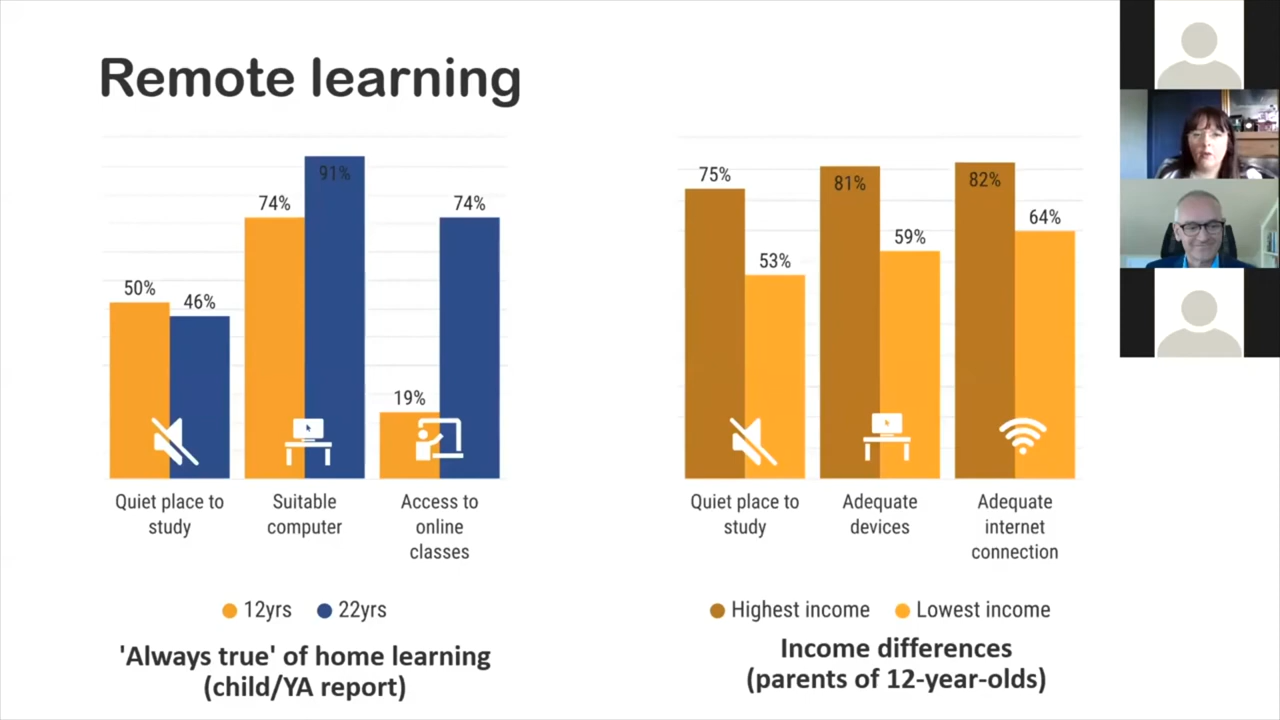 Remote learning
91%
74%
74%
50%
46%
19%
Quiet place to
study
Suitable
computer
Access to
online
classes
12yrs
22yrs
'Always true' of home learning
(child/YA report)
75%
53%
81%
59%
82%
64%
Quiet place to
study
Adequate
devices
Adequate
internet
connection
Highest income
Lowest income
Income differences
(parents of 12-year-olds)